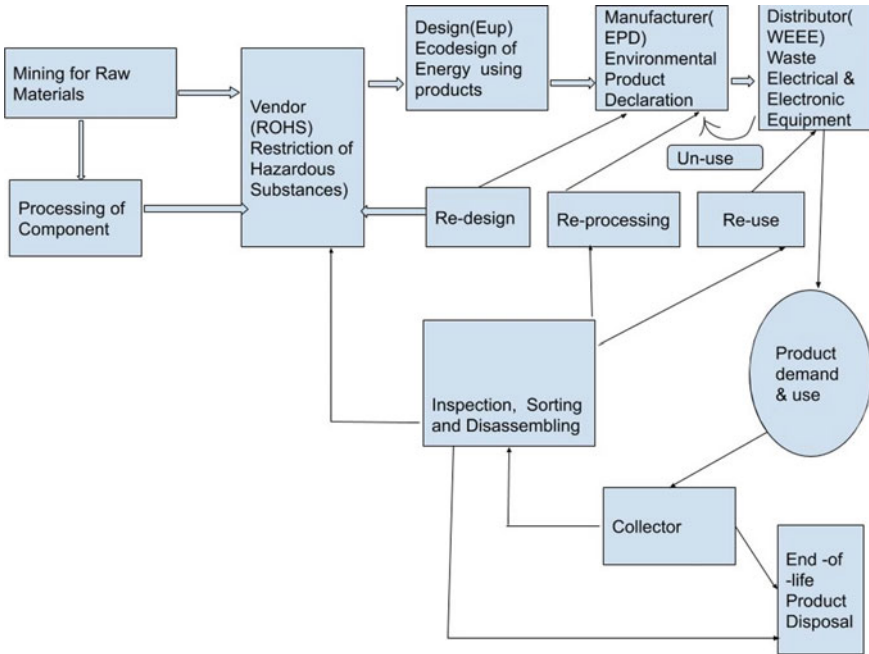 Mining for Raw
Materials
Processing of
Component
Vendor
(ROHS)
Restriction of
Hazardous
Substances)
Design(Eup)
Ecodesign of
Energy using
products
Manufacturer(
EPD)
Environmental
Product
Declaration
Distributor(
WEEE)
Waste
Electrical &
Electronic
Equipment
Un-use
Re-design
Re-processing
Re-use
Product
demand
& use
Inspection, Sorting
and Disassembling
Collector
End -of
-life
Product
Disposal